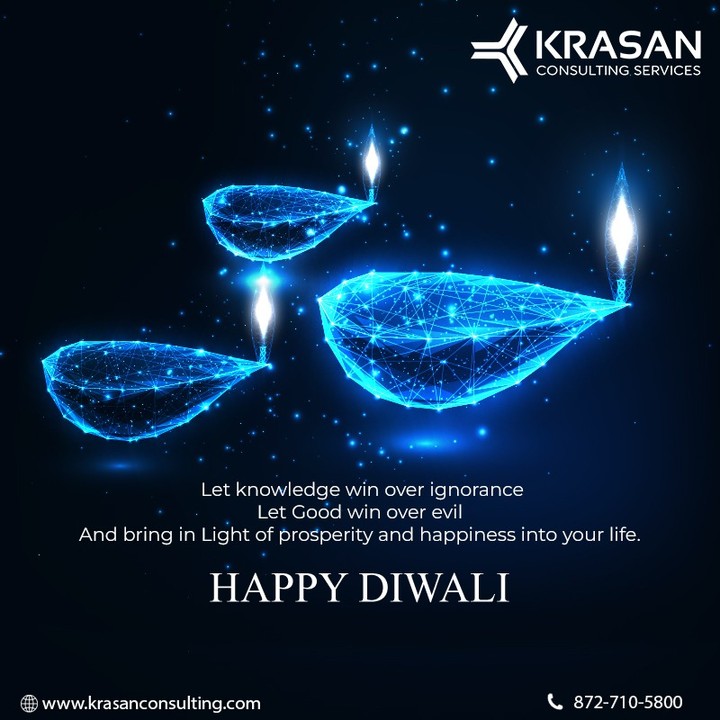 KRASAN
CONSULTING SERVICES
Let knowledge win over ignorance
Let Good win over evil
And bring in Light of prosperity and happiness into your life.
HAPPY DIWALI
www.krasanconsulting.com
872-710-5800